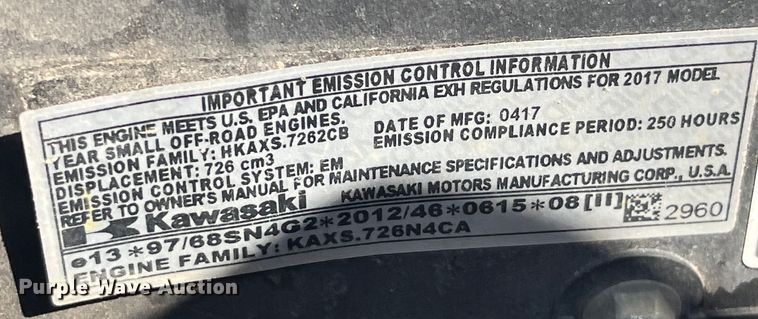 IMPORTANT EMISSION CONTROL INFORMATION
THIS ENGINE MEETS U.S. EPA AND CALIFORNIA EXH REGULATIONS FOR 2017 MODEL
YEAR SMALL OFF-ROAD ENGINES. DATE OF MFG: 0417
EMISSION FAMILY: HKAXS.7262CB EMISSION COMPLIANCE PERIOD: 250 HOURS
DISPLACEMENT: 726 cm3
EMISSION CONTROL SYSTEM: EM
REFER TO OWNER'S MANUAL FOR MAINTENANCE SPECIFICATIONS AND ADJUSTMENTS.
Kawasaki KAWASAKI MOTORS MANUFACTURING CORP., U.S.A.
e13*97/68SN4G2*2012/46*0615*08[II] 2960
ENGINE FAMILY: KAXS.726N4CA
Purple Wave Auction